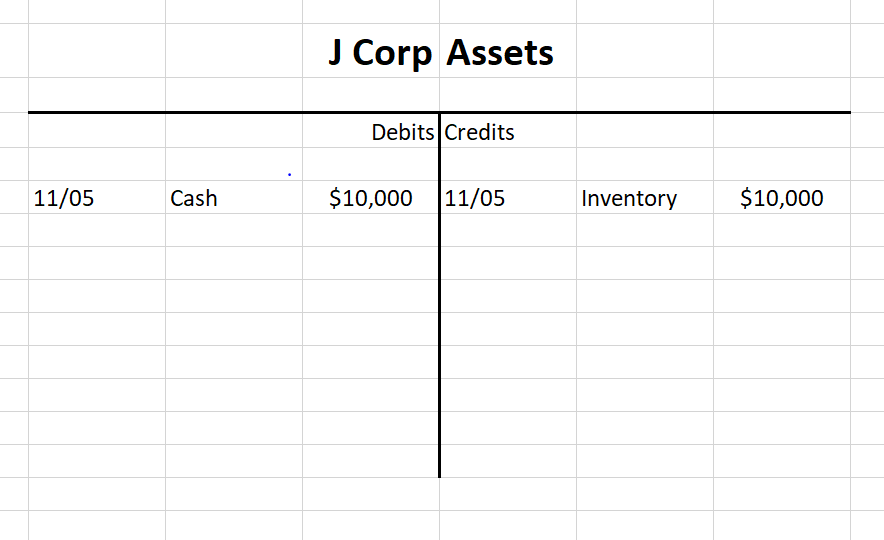 J Corp Assets
Debits Credits
11/05 Cash $10,000 11/05 Inventory $10,000